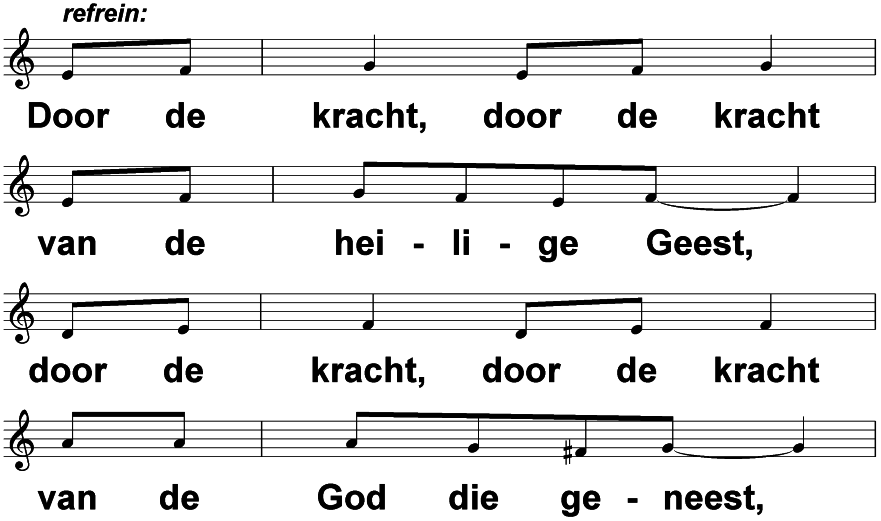 refrein:
Door de kracht, door de kracht
van de hei - li - ge Geest,
door de kracht, door de kracht
van de God die ge - neest,